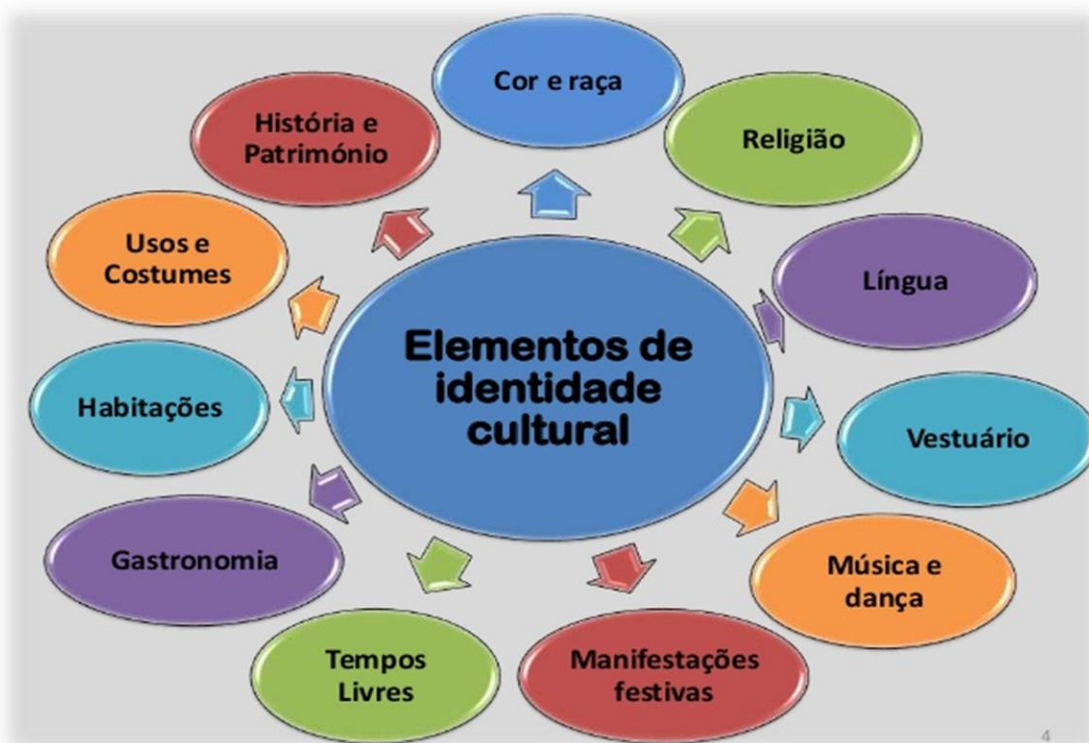 Elementos de
identidade
cultural
Cor e raça
Religião
Língua
Vestuário
Música e
dança
Manifestações
festivas
Tempos
Livres
Gastronomia
Habitações
Usos e
Costumes
História e
Património
4